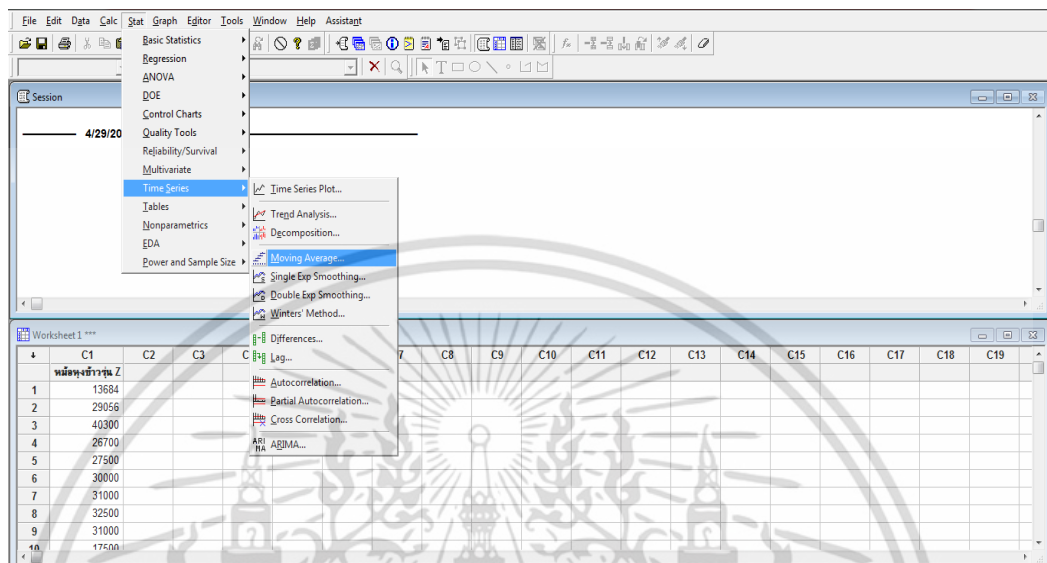 File Edit Data Calc Stat Graph Editor Tools Window Help Assistant
Basic Statistics
Regression
ANOVA
DOE
Control Charts
Quality Tools
Reliability/Survival
Multivariate
Time Series
Tables
Nonparametrics
EDA
Power and Sample Size
Time Series Plot...
Trend Analysis...
Decomposition...
Moving Average...
Single Exp Smoothing...
Double Exp Smoothing...
Winters' Method...
Differences...
Lag...
Autocorrelation...
Partial Autocorrelation...
Cross Correlation...
ARIMA...
Session
4/29/20
Worksheet 1 ***
C1 C2 C3 C 7 C8 C9 C10 C11 C12 C13 C14 C15 C16 C17 C18 C19
หม้อหุงข้าวรุ่น Z
1 13684
2 29056
3 40300
4 26700
5 27500
6 30000
7 31000
8 32500
9 31000
10 17500